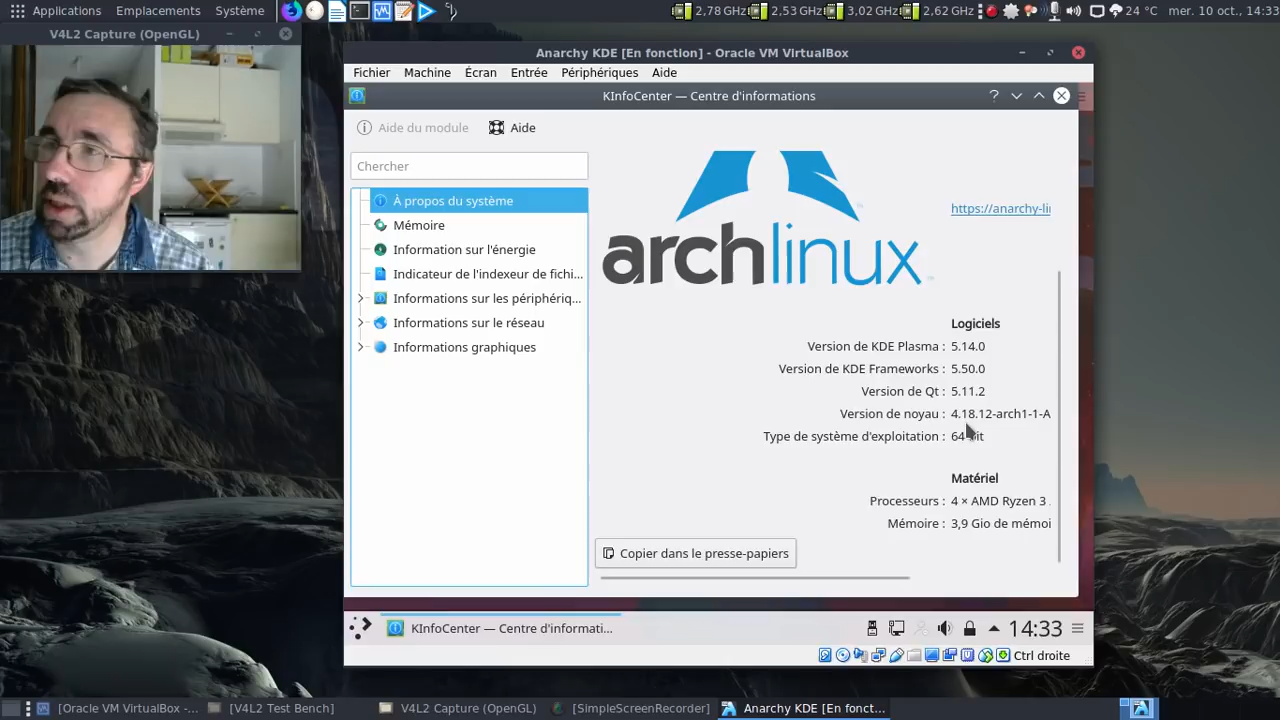 Applications Emplacements Système
2,78 GHz 2,53 GHz 3,02 GHz 2,62 GHz 24 °C mer. 10 oct., 14:33
V4L2 Capture (OpenGL)
Anarchy KDE [En fonction] - Oracle VM VirtualBox
Fichier Machine Écran Entrée Périphériques Aide
KInfoCenter — Centre d'informations
Aide du module Aide
Chercher
À propos du système
Mémoire
Information sur l'énergie
Indicateur de l'indexeur de fichi...
Informations sur les périphériq...
Informations sur le réseau
Informations graphiques
archlinux
https://anarchy-li
Logiciels
Version de KDE Plasma : 5.14.0
Version de KDE Frameworks : 5.50.0
Version de Qt : 5.11.2
Version de noyau : 4.18.12-arch1-1-A
Type de système d'exploitation : 64-bit
Matériel
Processeurs : 4 × AMD Ryzen 3
Mémoire : 3,9 Gio de mémoi
Copier dans le presse-papiers
KInfoCenter — Centre d'informati...
14:33
Ctrl droite
[Oracle VM VirtualBox -... [V4L2 Test Bench] V4L2 Capture (OpenGL) [SimpleScreenRecorder] Anarchy KDE [En fonct...